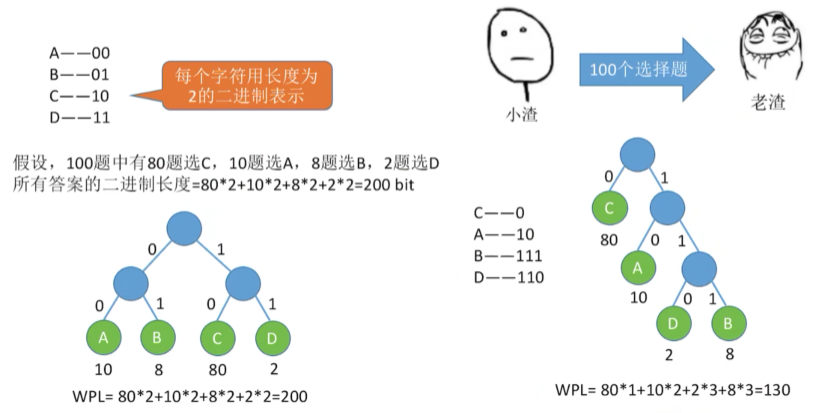 A——00
B——01
C——10
D——11
每个字符用长度为
2的二进制表示
小渣
100个选择题
老渣
假设，100题中有80题选C，10题选A，8题选B，2题选D
所有答案的二进制长度=80*2+10*2+8*2+2*2=200 bit
0 1
0 1 0 1
A B C D
10 8 80 2
WPL= 80*2+10*2+8*2+2*2=200
C——0
A——10
B——111
D——110
0 1
C
80 0 1
A
10 0 1
D B
2 8
WPL= 80*1+10*2+2*3+8*3=130